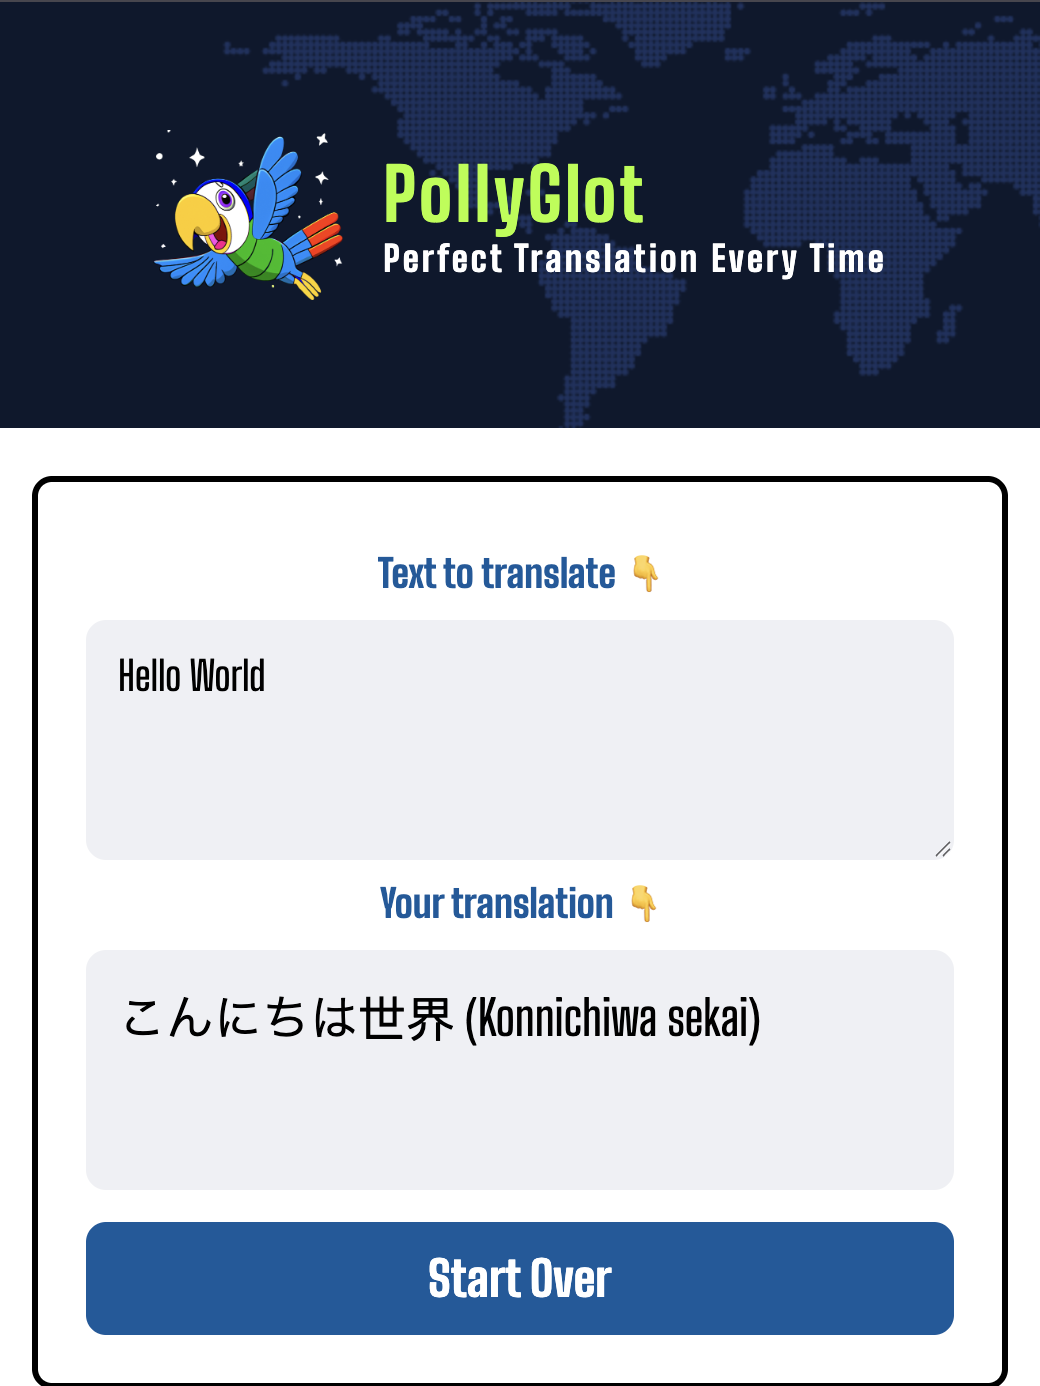 PollyGlot
Perfect Translation Every Time
Text to translate 👇
Hello World
Your translation 👇
こんにちは世界 (Konnichiwa sekai)
Start Over